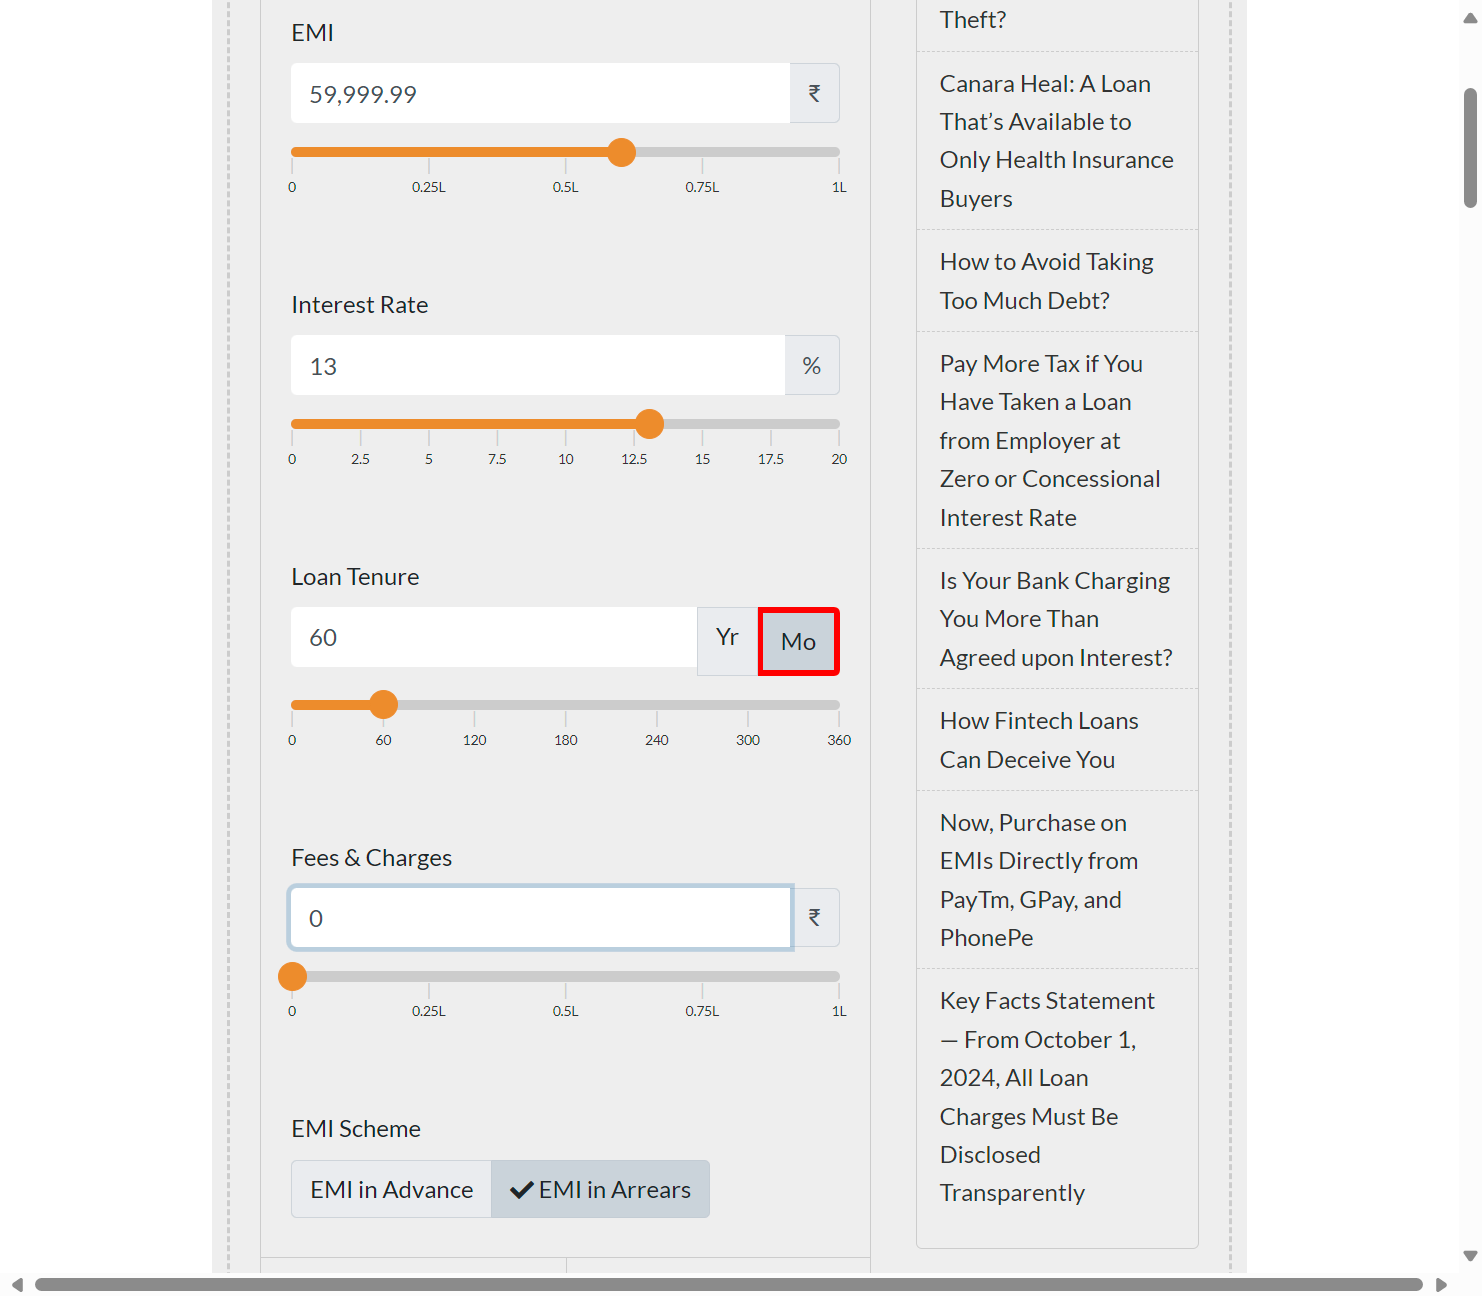 EMI
59,999.99 ₹
0 0.25L 0.5L 0.75L 1L
Interest Rate
13 %
0 2.5 5 7.5 10 12.5 15 17.5 20
Loan Tenure
60 Yr Mo
0 60 120 180 240 300 360
Fees & Charges
0 ₹
0 0.25L 0.5L 0.75L 1L
EMI Scheme
EMI in Advance EMI in Arrears
Theft?
Canara Heal: A Loan
That’s Available to
Only Health Insurance
Buyers
How to Avoid Taking
Too Much Debt?
Pay More Tax if You
Have Taken a Loan
from Employer at
Zero or Concessional
Interest Rate
Is Your Bank Charging
You More Than
Agreed upon Interest?
How Fintech Loans
Can Deceive You
Now, Purchase on
EMIs Directly from
PayTm, GPay, and
PhonePe
Key Facts Statement
— From October 1,
2024, All Loan
Charges Must Be
Disclosed
Transparently